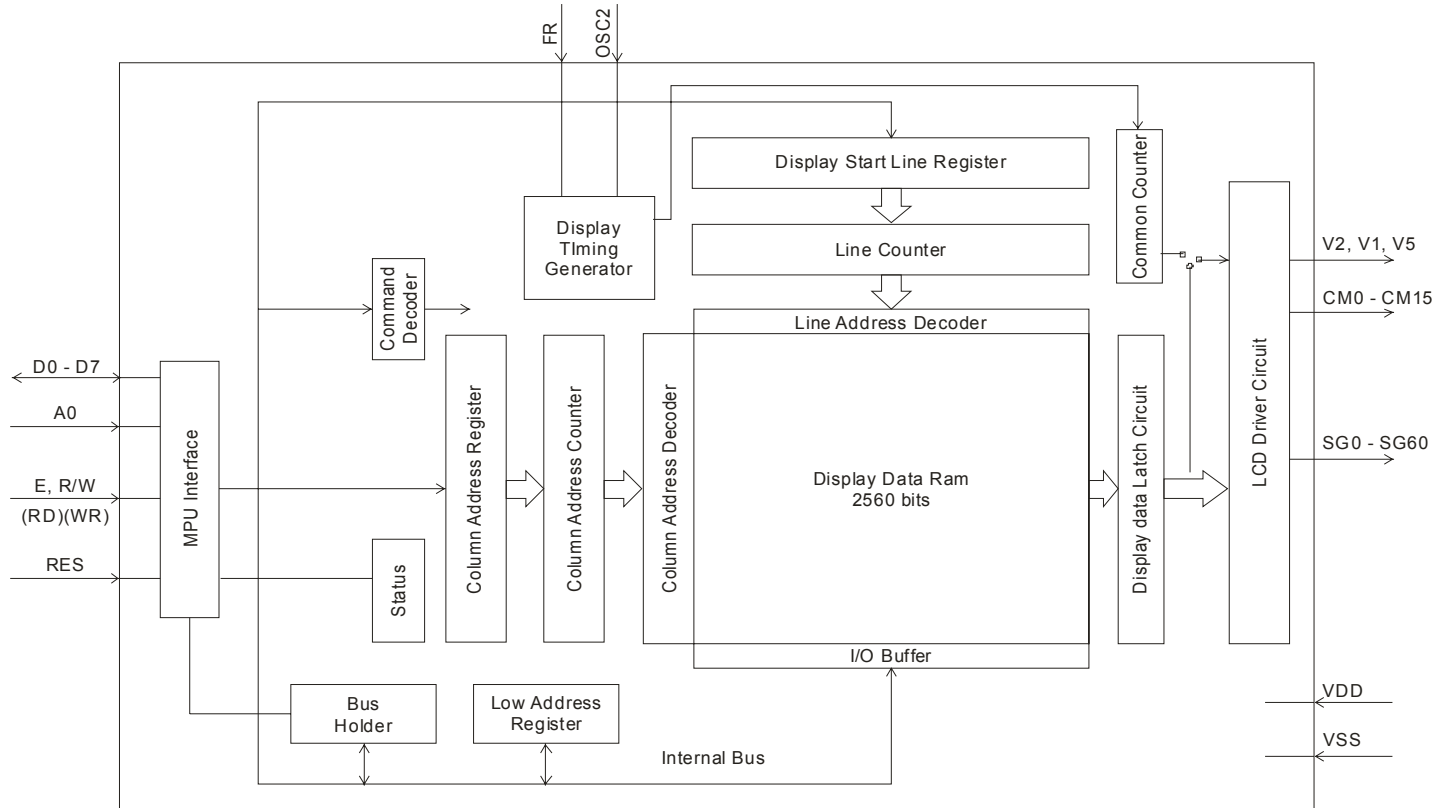 FR
OSC2
Display Start Line Register
Common Counter
Display
TIming
Generator
Line Counter
V2, V1, V5
Command
Decoder
CM0 - CM15
Line Address Decoder
D0 - D7
A0
E, R/W
(RD)(WR)
RES
MPU Interface
Status
Column Address Register
Column Address Counter
Column Address Decoder
Display Data Ram
2560 bits
Display data Latch Circuit
LCD Driver Circuit
SG0 - SG60
I/O Buffer
Bus
Holder
Low Address
Register
Internal Bus
VDD
VSS